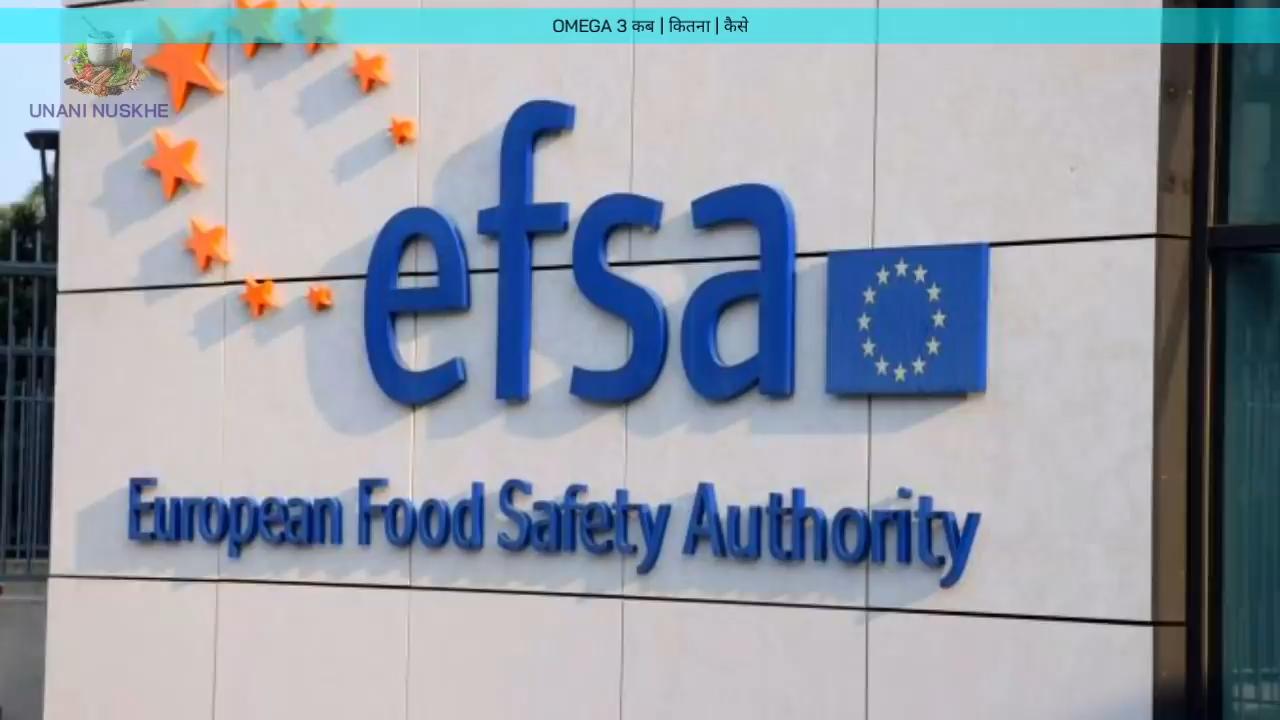 OMEGA 3 कब | कितना | कैसे
UNANI NUSKHE
efsa
European Food Safety Authority